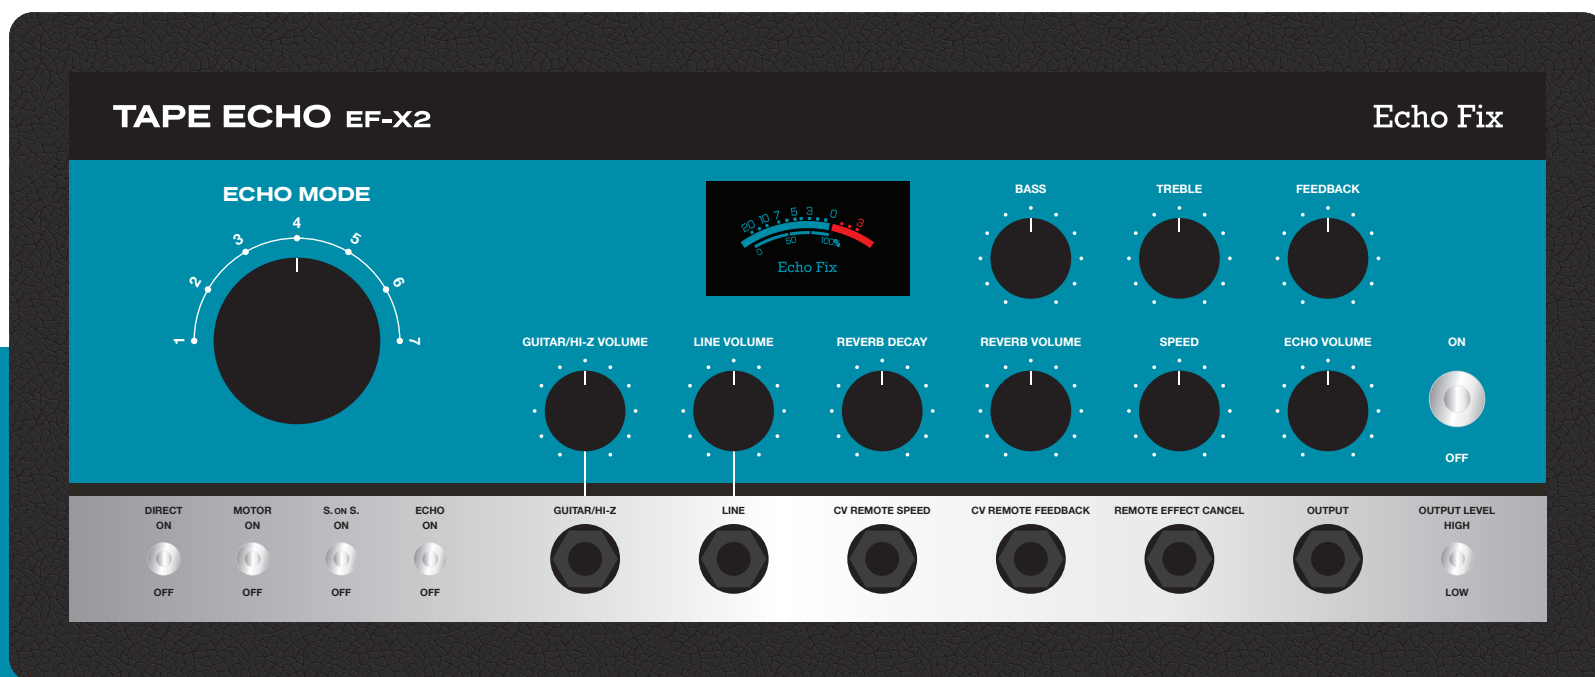 TAPE ECHO EF-X2
Echo Fix
ECHO MODE
1
2
3
4
5
6
7
20 10 7 5 3 0 3
0 50 100%
Echo Fix
BASS
TREBLE
FEEDBACK
GUITAR/HI-Z VOLUME
LINE VOLUME
REVERB DECAY
REVERB VOLUME
SPEED
ECHO VOLUME
ON
OFF
DIRECT
ON
OFF
MOTOR
ON
OFF
S. ON S.
ON
OFF
ECHO
ON
OFF
GUITAR/HI-Z
LINE
CV REMOTE SPEED
CV REMOTE FEEDBACK
REMOTE EFFECT CANCEL
OUTPUT
OUTPUT LEVEL
HIGH
LOW